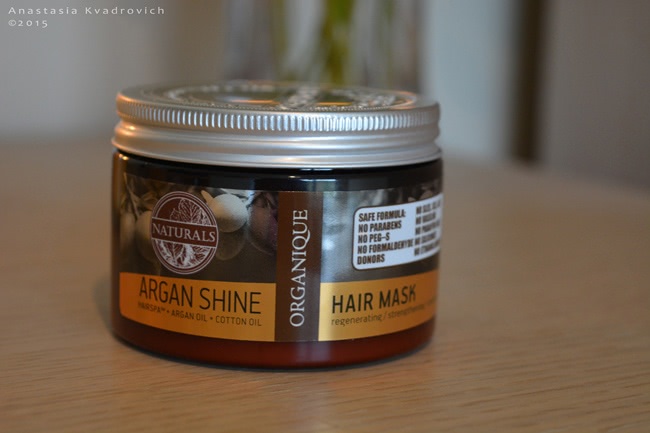 Anastasia Kvadrovich
©2015
NATURALS
ARGAN SHINE
HAIRSPA™ • ARGAN OIL • COTTON OIL
ORGANIQUE
SAFE FORMULA:
NO PARABENS
NO PEG-S
NO FORMALDEHYDE
DONORS
HAIR MASK
regenerating / strengthening